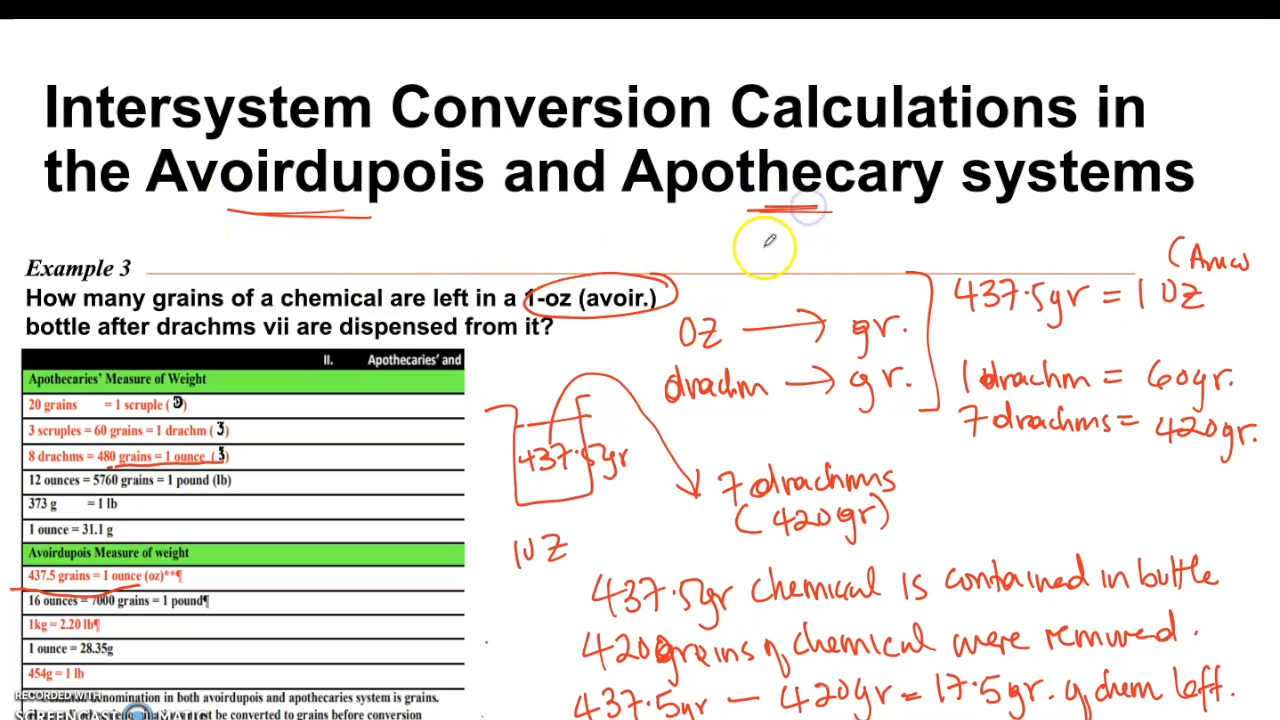 Intersystem Conversion Calculations in
the Avoirdupois and Apothecary systems
Example 3
How many grains of a chemical are left in a 1-oz (avoir.)
bottle after drachms vii are dispensed from it?
II. Apothecaries' and
Apothecaries' Measure of Weight
20 grains = 1 scruple (℈)
3 scruples = 60 grains = 1 drachm (ʒ)
8 drachms = 480 grains = 1 ounce (℥)
12 ounces = 5760 grains = 1 pound (lb)
373 g = 1 lb
1 ounce = 31.1 g
Avoirdupois Measure of weight
437.5 grains = 1 ounce (oz)**¶
16 ounces = 7000 grains = 1 pound¶
1kg = 2.20 lb¶
1 ounce = 28.35g
454g = 1 lb
denomination in both avoirdupois and apothecaries system is grains.
be converted to grains before conversion
oz → gr.
drachm → gr.
437.5gr = 1 oz
1 drachm = 60gr.
7 drachms = 420gr.
437.5gr
1 oz
7 drachms
(420gr)
437.5gr chemical is contained in bottle
420 grains of chemical were removed.
437.5gr - 420gr = 17.5gr. of chem left.
RECORDED WITH
SCREENCAST MATIC